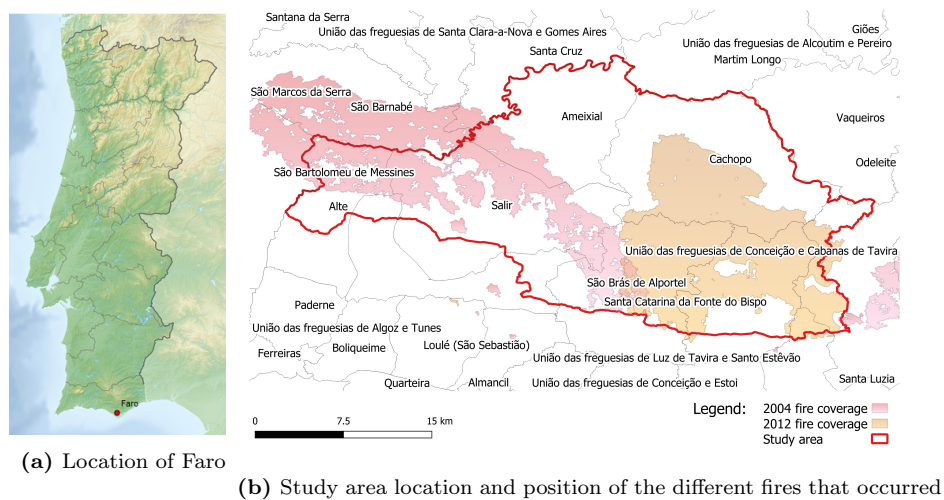 Faro
(a) Location of Faro
Santana da Serra
União das freguesias de Santa Clara-a-Nova e Gomes Aires
Santa Cruz
Giões
União das freguesias de Alcoutim e Pereiro
Martim Longo
São Marcos da Serra
São Barnabé
Ameixial
Vaqueiros
Cachopo
Odeleite
São Bartolomeu de Messines
Alte
Salir
União das freguesias de Conceição e Cabanas de Tavira
São Brás de Alportel
Santa Catarina da Fonte do Bispo
Paderne
União das freguesias de Algoz e Tunes
Ferreiras
Boliqueime
Loulé (São Sebastião)
União das freguesias de Luz de Tavira e Santo Estêvão
Quarteira
Almancil
União das freguesias de Conceição e Estoi
Santa Luzia
0 7.5 15 km
Legend:
2004 fire coverage
2012 fire coverage
Study area
(b) Study area location and position of the different fires that occurred